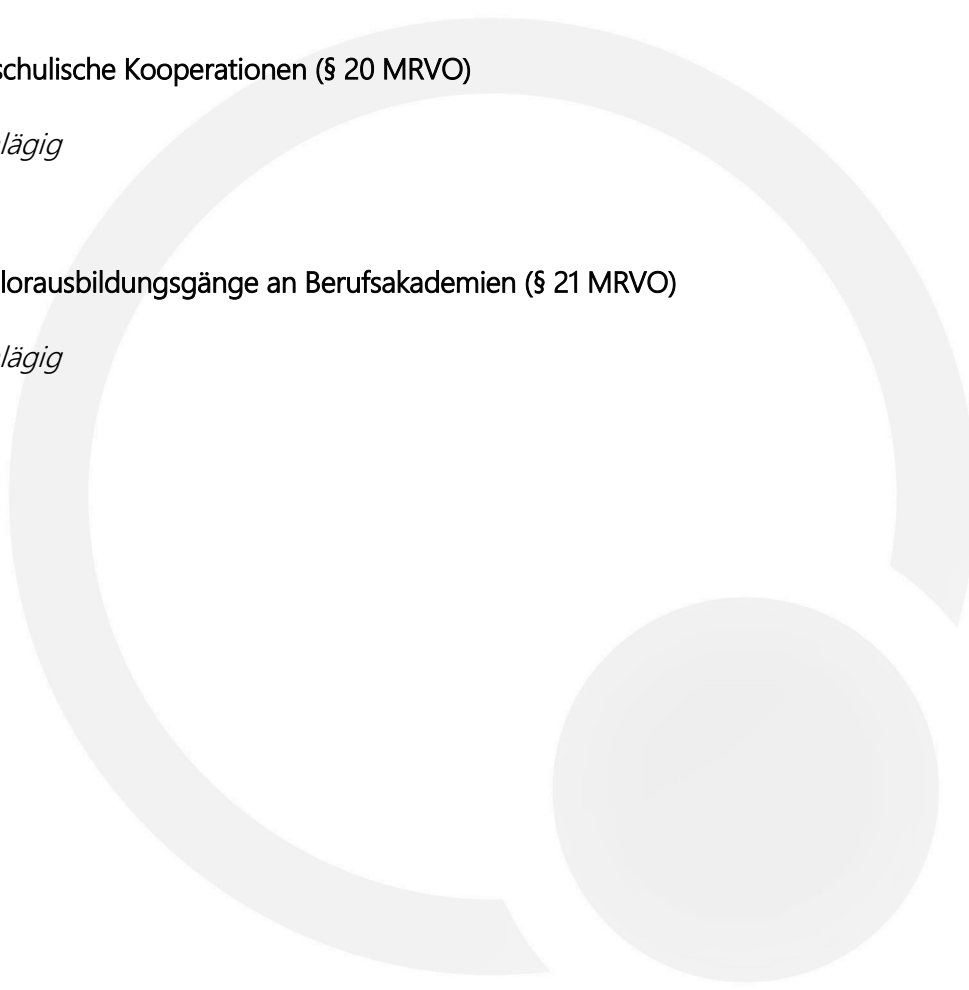 schulische Kooperationen (§ 20 MRVO)
lägig
lorausbildungsgänge an Berufsakademien (§ 21 MRVO)
lägig